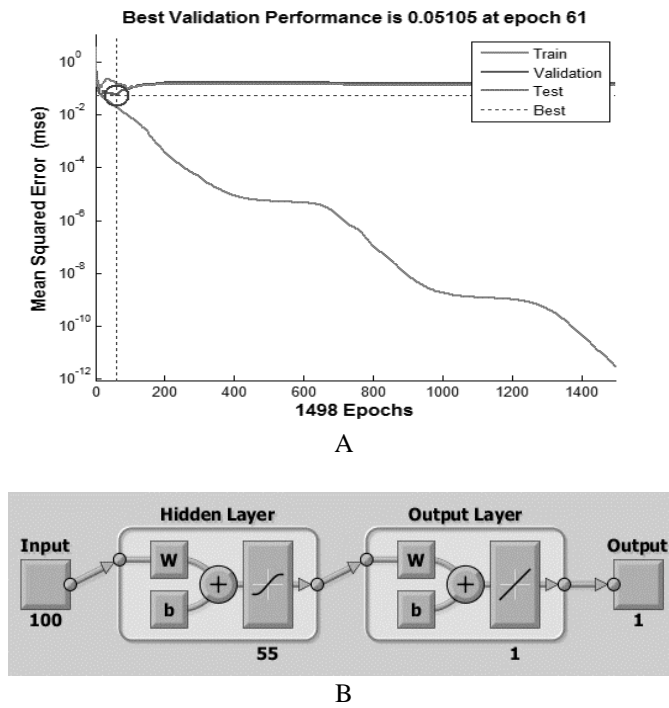 Best Validation Performance is 0.05105 at epoch 61
Mean Squared Error (mse)
10^0
10^-2
10^-4
10^-6
10^-8
10^-10
10^-12
Train
Validation
Test
Best
0 200 400 600 800 1000 1200 1400
1498 Epochs
A
Hidden Layer Output Layer
Input Output
W W
+ +
b b
100 1
55 1
B